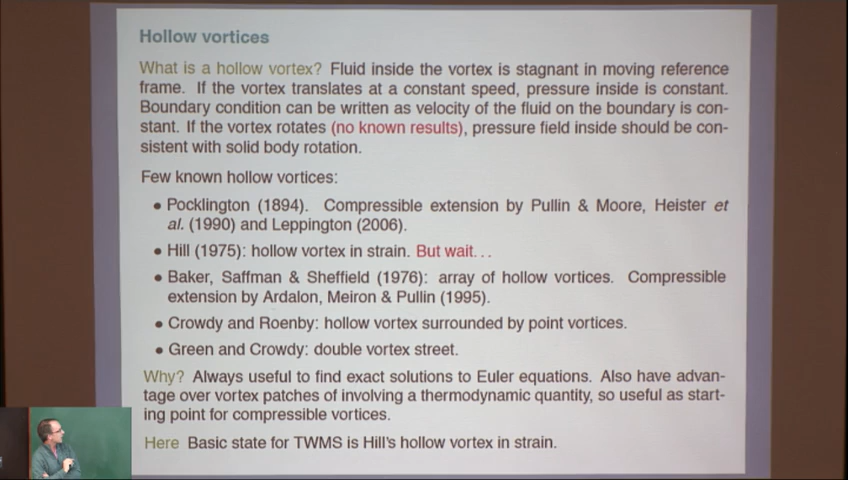 Hollow vortices
What is a hollow vortex? Fluid inside the vortex is stagnant in moving reference
frame. If the vortex translates at a constant speed, pressure inside is constant.
Boundary condition can be written as velocity of the fluid on the boundary is con-
stant. If the vortex rotates (no known results), pressure field inside should be con-
sistent with solid body rotation.
Few known hollow vortices:
• Pocklington (1894). Compressible extension by Pullin & Moore, Heister et
al. (1990) and Leppington (2006).
• Hill (1975): hollow vortex in strain. But wait...
• Baker, Saffman & Sheffield (1976): array of hollow vortices. Compressible
extension by Ardalon, Meiron & Pullin (1995).
• Crowdy and Roenby: hollow vortex surrounded by point vortices.
• Green and Crowdy: double vortex street.
Why? Always useful to find exact solutions to Euler equations. Also have advan-
tage over vortex patches of involving a thermodynamic quantity, so useful as start-
ing point for compressible vortices.
Here Basic state for TWMS is Hill's hollow vortex in strain.